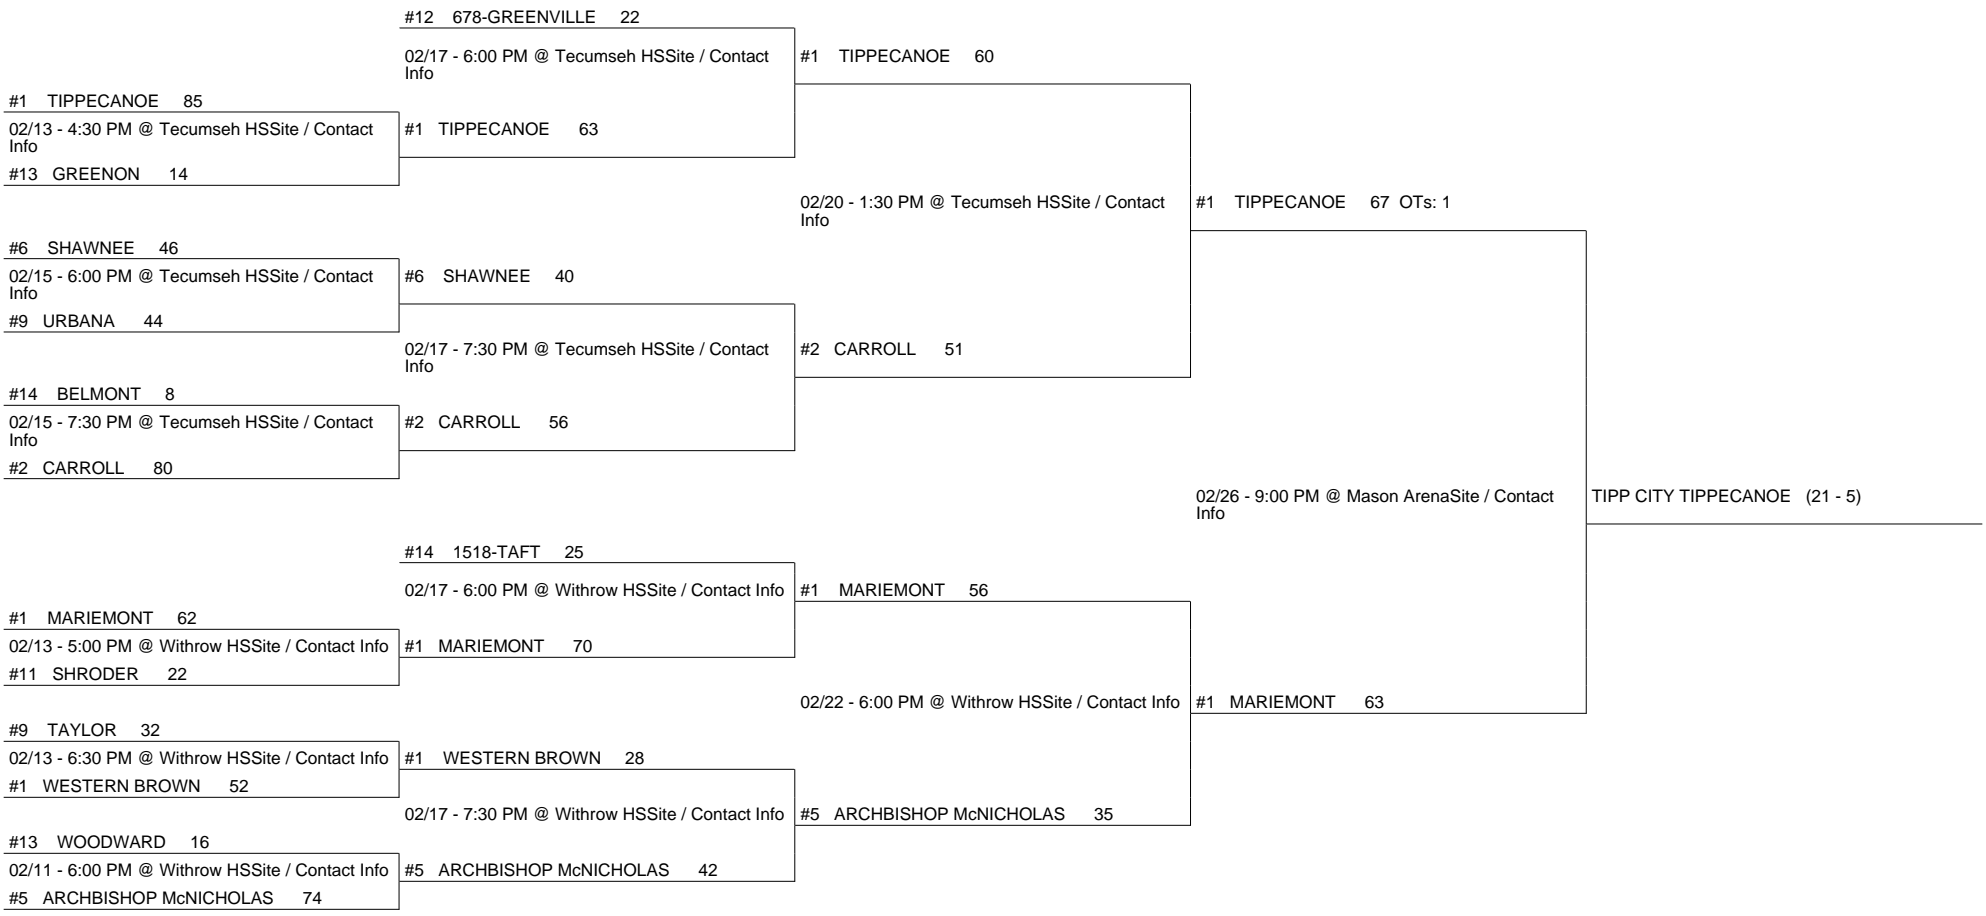 #12 678-GREENVILLE 22
02/17 - 6:00 PM @ Tecumseh HSSite / Contact
Info
#1 TIPPECANOE 60
#1 TIPPECANOE 85
02/13 - 4:30 PM @ Tecumseh HSSite / Contact
Info
#1 TIPPECANOE 63
#13 GREENON 14
02/20 - 1:30 PM @ Tecumseh HSSite / Contact
Info
#1 TIPPECANOE 67 OTs: 1
#6 SHAWNEE 46
02/15 - 6:00 PM @ Tecumseh HSSite / Contact
Info
#6 SHAWNEE 40
#9 URBANA 44
02/17 - 7:30 PM @ Tecumseh HSSite / Contact
Info
#2 CARROLL 51
#14 BELMONT 8
02/15 - 7:30 PM @ Tecumseh HSSite / Contact
Info
#2 CARROLL 56
#2 CARROLL 80
02/26 - 9:00 PM @ Mason ArenaSite / Contact
Info
TIPP CITY TIPPECANOE (21 - 5)
#14 1518-TAFT 25
02/17 - 6:00 PM @ Withrow HSSite / Contact Info
#1 MARIEMONT 56
#1 MARIEMONT 62
02/13 - 5:00 PM @ Withrow HSSite / Contact Info
#1 MARIEMONT 70
#11 SHRODER 22
02/22 - 6:00 PM @ Withrow HSSite / Contact Info
#1 MARIEMONT 63
#9 TAYLOR 32
02/13 - 6:30 PM @ Withrow HSSite / Contact Info
#1 WESTERN BROWN 28
#1 WESTERN BROWN 52
02/17 - 7:30 PM @ Withrow HSSite / Contact Info
#5 ARCHBISHOP McNICHOLAS 35
#13 WOODWARD 16
02/11 - 6:00 PM @ Withrow HSSite / Contact Info
#5 ARCHBISHOP McNICHOLAS 42
#5 ARCHBISHOP McNICHOLAS 74